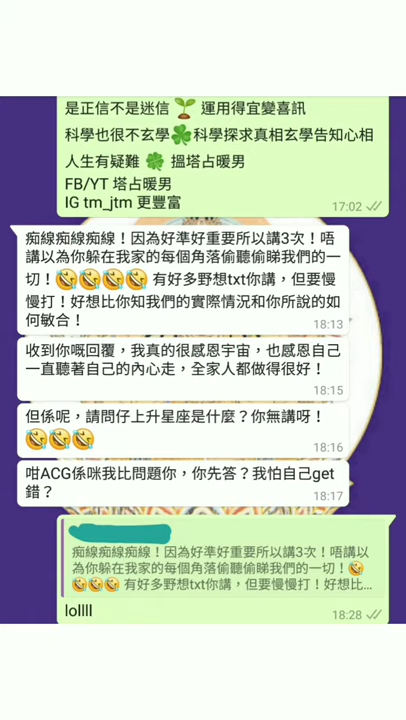 是正信不是迷信🌱 運用得宜變喜訊
科學也很不玄學🍀科學探求真相玄學告知心相
人生有疑難 🍀 搵塔占暖男
FB/YT 塔占暖男
IG tm_jtm 更豐富
17:02
痴線痴線痴線！因為好準好重要所以講3次！唔
講以為你躲在我家的每個角落偷聽偷睇我們的一
切！🤣🤣🤣🤣 有好多野想txt你講，但要慢
慢打！好想比你知我們的實際情況和你所說的如
何敏合！
18:13
收到你嘅回覆，我真的很感恩宇宙，也感恩自己
一直聽著自己的內心走，全家人都做得很好！
18:15
但係呢，請問仔上升星座是什麼？你無講呀！
🤣🤣🤣
18:16
咁ACG係咪我比問題你，你先答？我怕自己get
錯？
18:17
痴線痴線痴線！因為好準好重要所以講3次！唔講以
為你躲在我家的每個角落偷聽偷睇我們的一切！🤣
🤣🤣🤣 有好多野想txt你講，但要慢慢打！好想比...
lollll
18:28